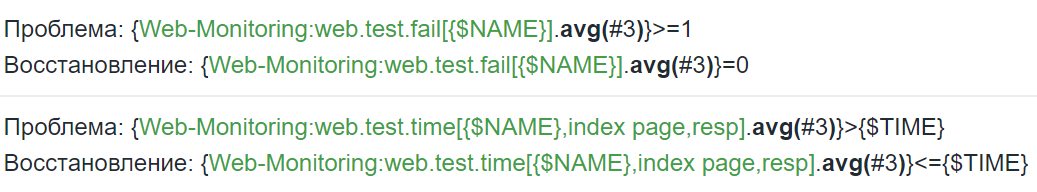 Проблема: {Web-Monitoring:web.test.fail[{$NAME}].avg(#3)}>=1
Восстановление: {Web-Monitoring:web.test.fail[{$NAME}].avg(#3)}=0
Проблема: {Web-Monitoring:web.test.time[{$NAME},index page,resp].avg(#3)}>{$TIME}
Восстановление: {Web-Monitoring:web.test.time[{$NAME},index page,resp].avg(#3)}<={$TIME}